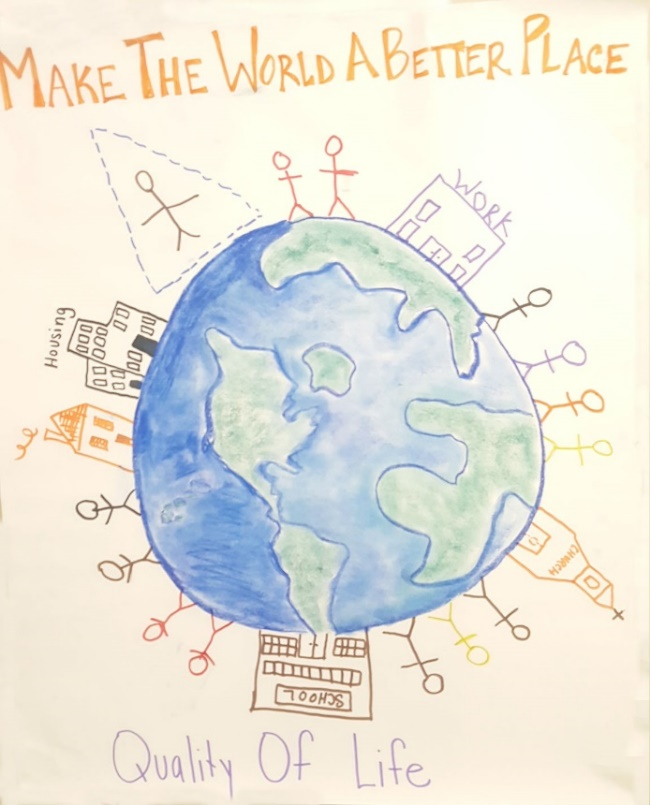 MAKE THE WORLD A BETTER PLACE
WORK
Housing
CHURCH
SCHOOL
Quality Of Life